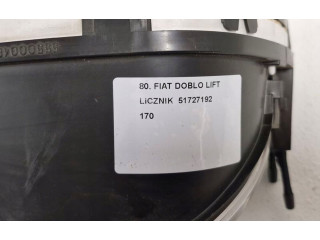 80. FIAT DOBLO LIFT
LICZNIK 51727192
170